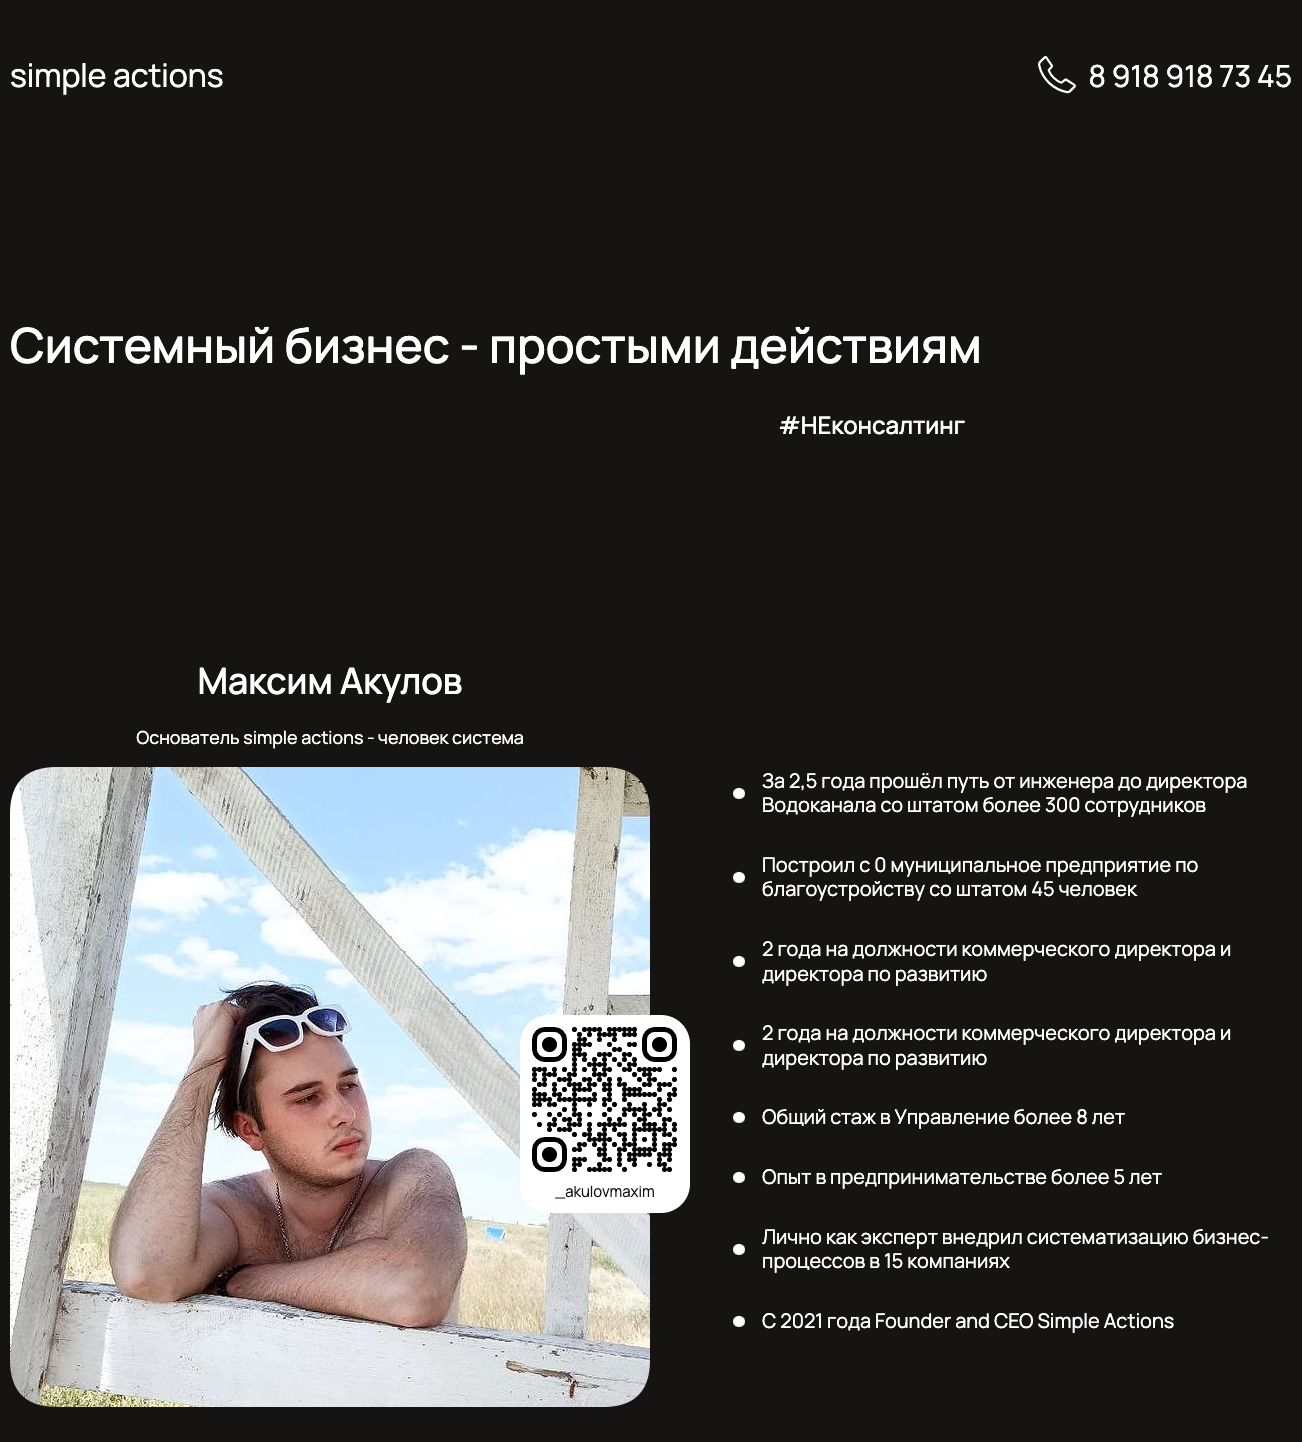 simple actions
8 918 918 73 45
Системный бизнес - простыми действиям
#НЕконсалтинг
Максим Акулов
Основатель simple actions - человек система
_akulovmaxim
За 2,5 года прошёл путь от инженера до директора
Водоканала со штатом более 300 сотрудников
Построил с 0 муниципальное предприятие по
благоустройству со штатом 45 человек
2 года на должности коммерческого директора и
директора по развитию
2 года на должности коммерческого директора и
директора по развитию
Общий стаж в Управление более 8 лет
Опыт в предпринимательстве более 5 лет
Лично как эксперт внедрил систематизацию бизнес-
процессов в 15 компаниях
С 2021 года Founder and CEO Simple Actions